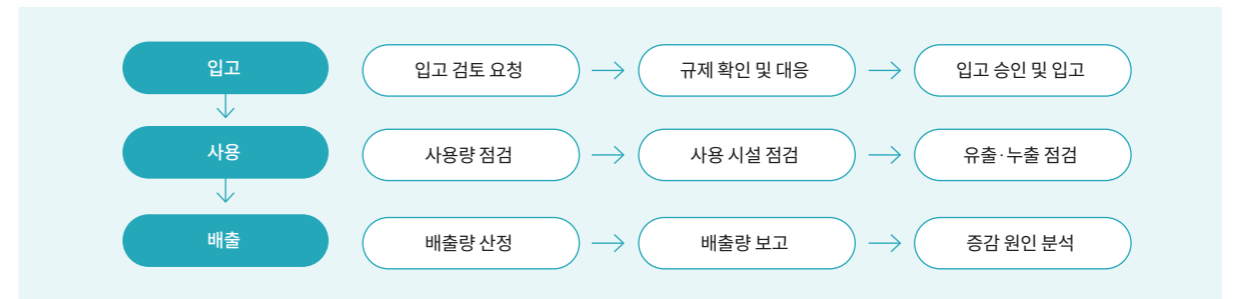 입고
입고 검토 요청
규제 확인 및 대응
입고 승인 및 입고
사용
사용량 점검
사용 시설 점검
유출·누출 점검
배출
배출량 산정
배출량 보고
증감 원인 분석